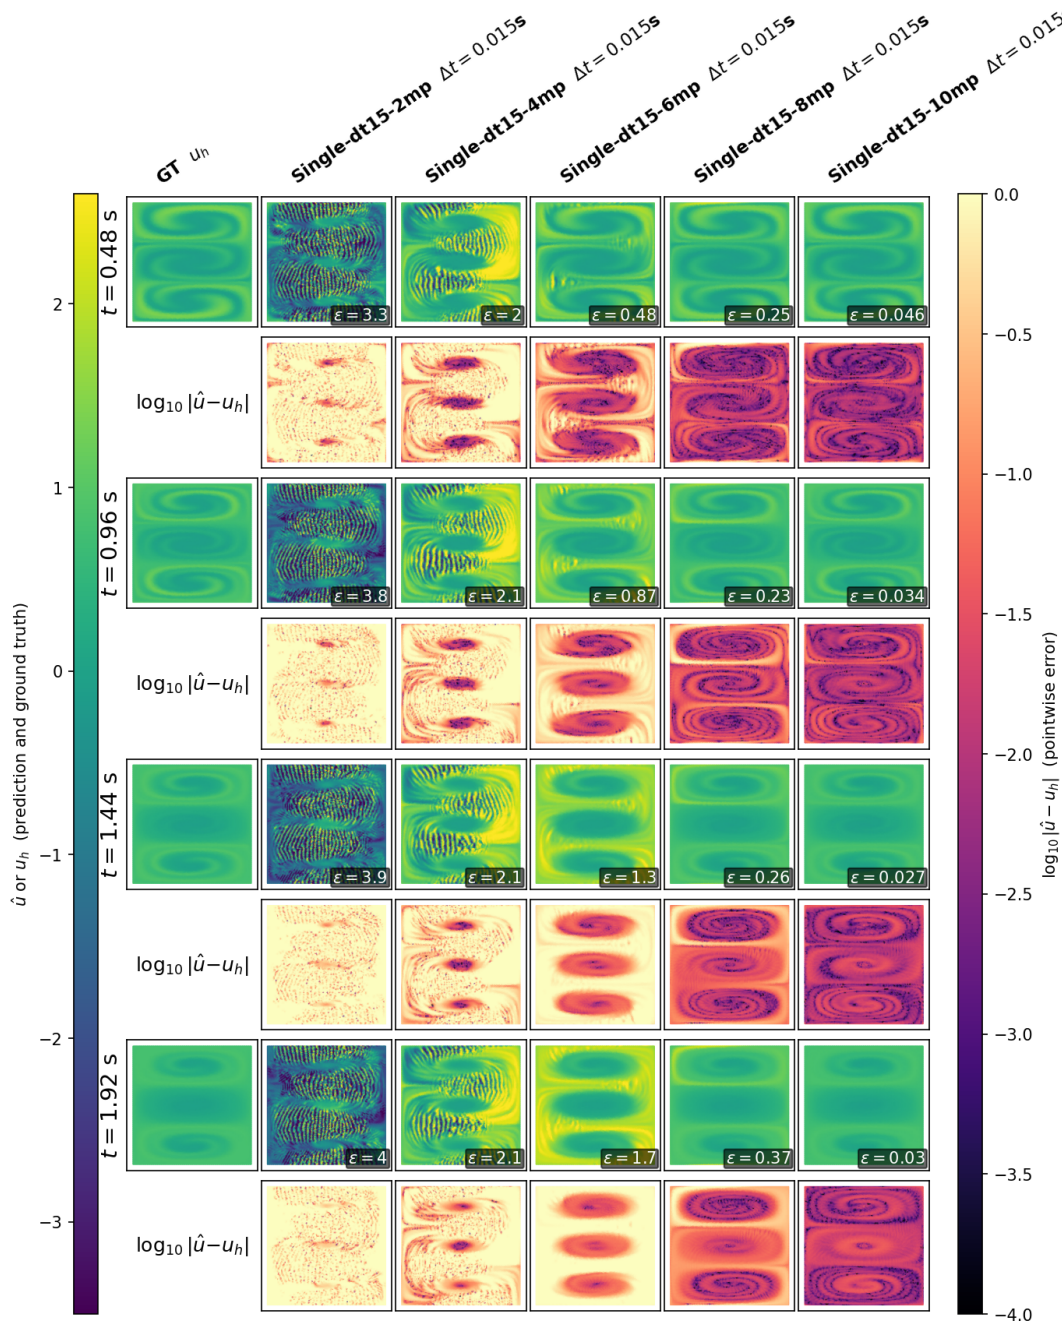 GT u_h
Single-dt15-2mp Δt = 0.015s
Single-dt15-4mp Δt = 0.015s
Single-dt15-6mp Δt = 0.015s
Single-dt15-8mp Δt = 0.015s
Single-dt15-10mp Δt = 0.015s
t = 0.48 s
ε = 3.3
ε = 2
ε = 0.48
ε = 0.25
ε = 0.046
log₁₀ |û−u_h|
t = 0.96 s
ε = 3.8
ε = 2.1
ε = 0.87
ε = 0.23
ε = 0.034
log₁₀ |û−u_h|
t = 1.44 s
ε = 3.9
ε = 2.1
ε = 1.3
ε = 0.26
ε = 0.027
log₁₀ |û−u_h|
t = 1.92 s
ε = 4
ε = 2.1
ε = 1.7
ε = 0.37
ε = 0.03
log₁₀ |û−u_h|
û or u_h (prediction and ground truth)
2
1
0
−1
−2
−3
0.0
−0.5
−1.0
−1.5
−2.0
−2.5
−3.0
−3.5
−4.0
log₁₀ |û − u_h| (pointwise error)